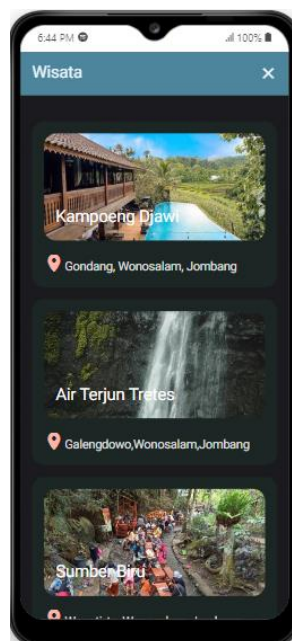 6:44 PM
100%
Wisata
Kampoeng Djawi
Gondang, Wonosalam, Jombang
Air Terjun Tretes
Galengdowo,Wonosalam,Jombang
Sumber Biru